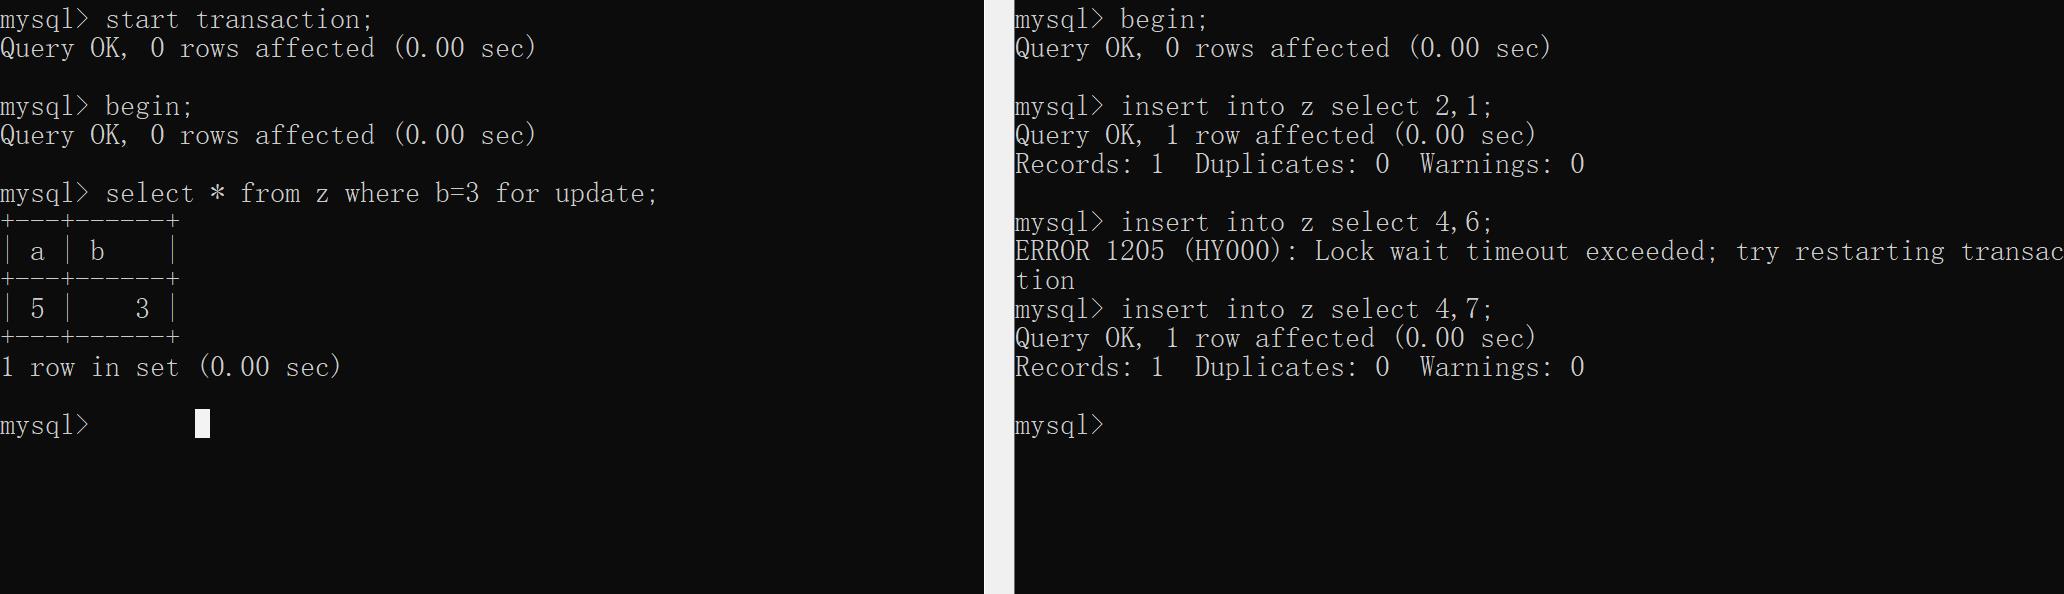 mysql> start transaction;
Query OK, 0 rows affected (0.00 sec)
mysql> begin;
Query OK, 0 rows affected (0.00 sec)
mysql> select * from z where b=3 for update;
+---+------+
| a | b    |
+---+------+
| 5 |    3 |
+---+------+
1 row in set (0.00 sec)
mysql>
mysql> begin;
Query OK, 0 rows affected (0.00 sec)
mysql> insert into z select 2,1;
Query OK, 1 row affected (0.00 sec)
Records: 1  Duplicates: 0  Warnings: 0
mysql> insert into z select 4,6;
ERROR 1205 (HY000): Lock wait timeout exceeded; try restarting transac
tion
mysql> insert into z select 4,7;
Query OK, 1 row affected (0.00 sec)
Records: 1  Duplicates: 0  Warnings: 0
mysql>